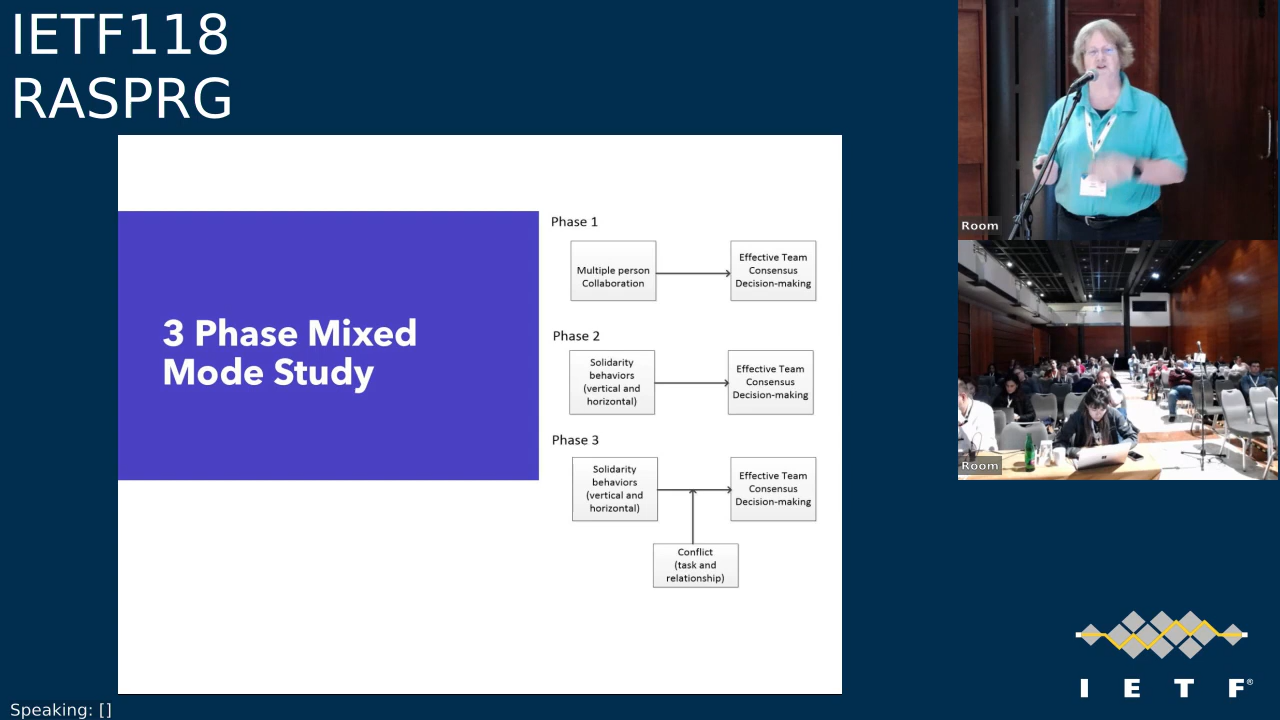 IETF118
RASPRG
3 Phase Mixed
Mode Study
Phase 1
Multiple person
Collaboration
Effective Team
Consensus
Decision-making
Phase 2
Solidarity
behaviors
(vertical and
horizontal)
Effective Team
Consensus
Decision-making
Phase 3
Solidarity
behaviors
(vertical and
horizontal)
Effective Team
Consensus
Decision-making
Conflict
(task and
relationship)
Room
Room
I E T F®
Speaking: []